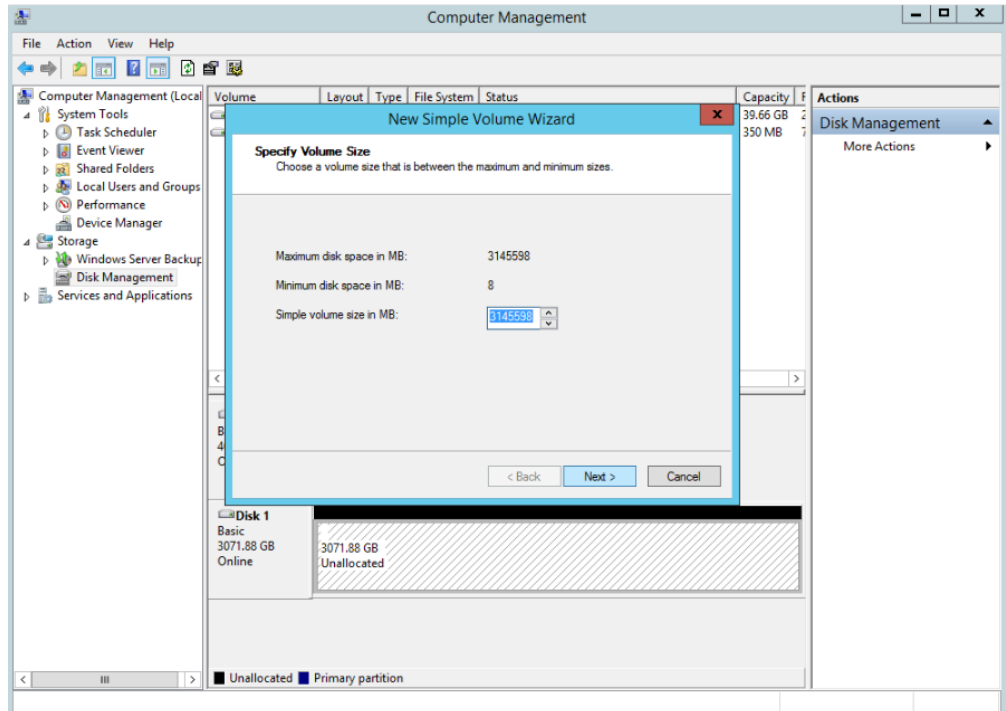 Computer Management
File Action View Help
Computer Management (Local
System Tools
Task Scheduler
Event Viewer
Shared Folders
Local Users and Groups
Performance
Device Manager
Storage
Windows Server Backup
Disk Management
Services and Applications
Volume Layout Type File System Status Capacity F
39.66 GB 2
350 MB 7
Actions
Disk Management
More Actions
New Simple Volume Wizard
x
Specify Volume Size
Choose a volume size that is between the maximum and minimum sizes.
Maximum disk space in MB: 3145598
Minimum disk space in MB: 8
Simple volume size in MB: 3145598
< Back Next > Cancel
Disk 1
Basic
3071.88 GB
Online
3071.88 GB
Unallocated
Unallocated Primary partition